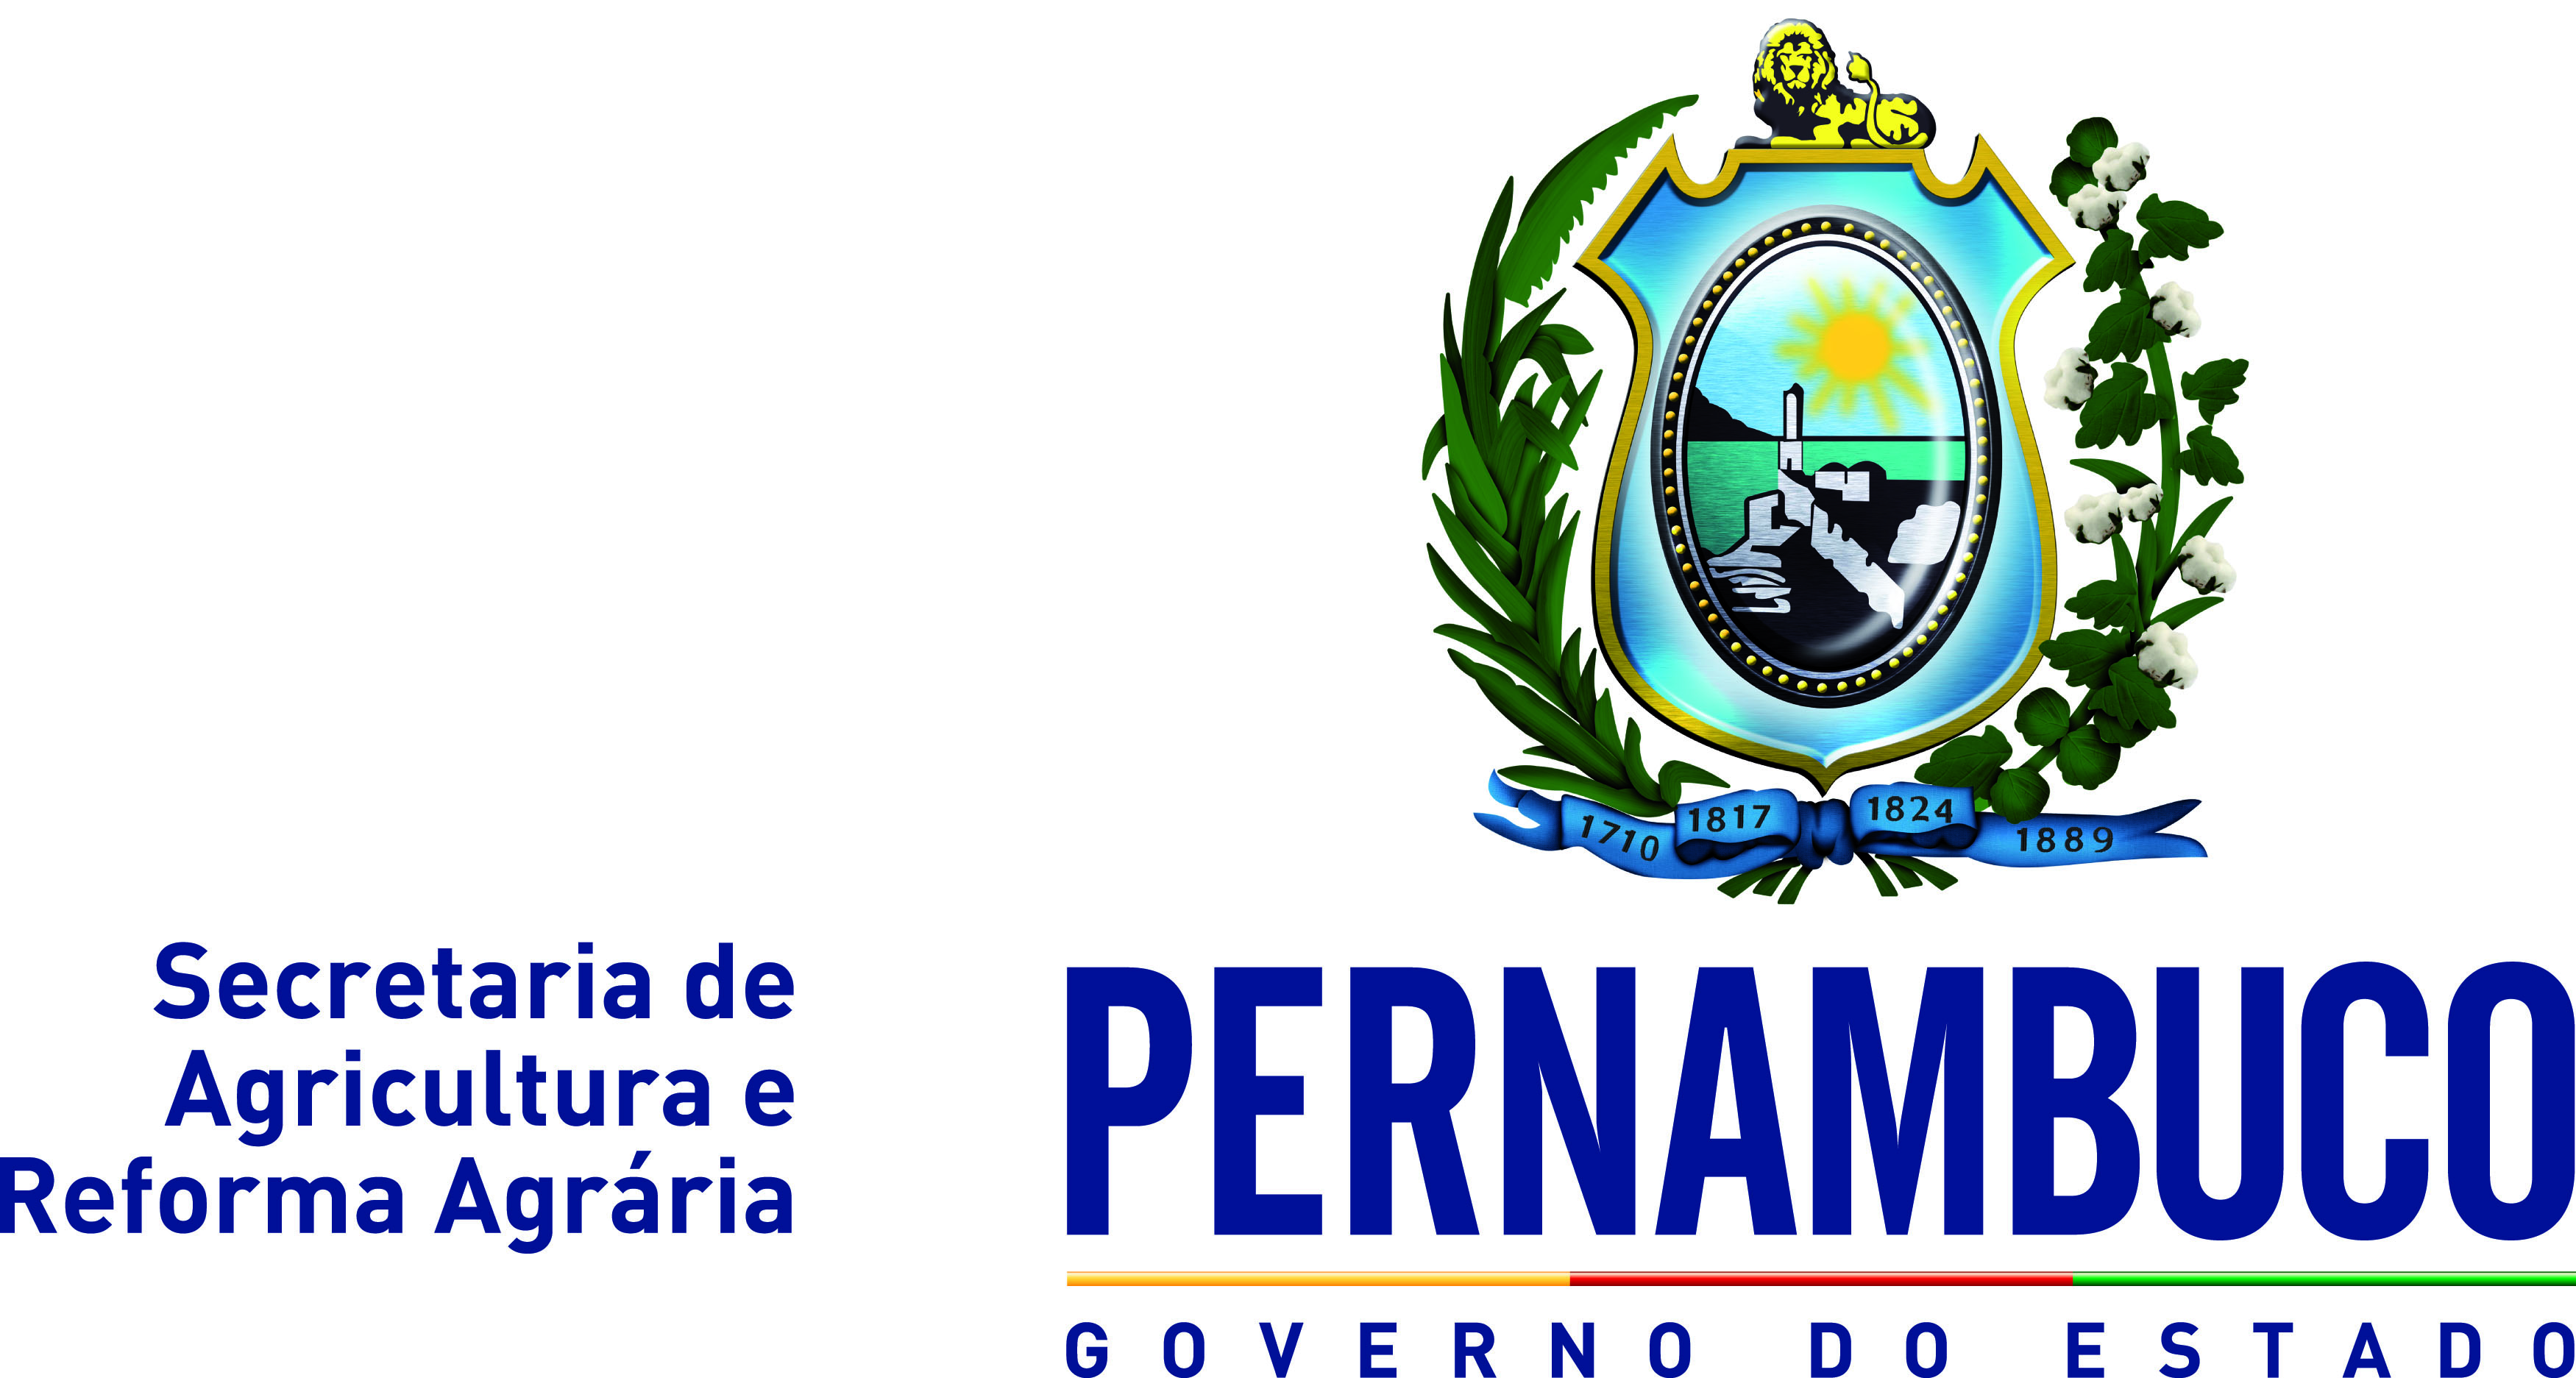 1710 1817 1824 1889
Secretaria de
Agricultura e
Reforma Agrária
PERNAMBUCO
GOVERNO DO ESTADO